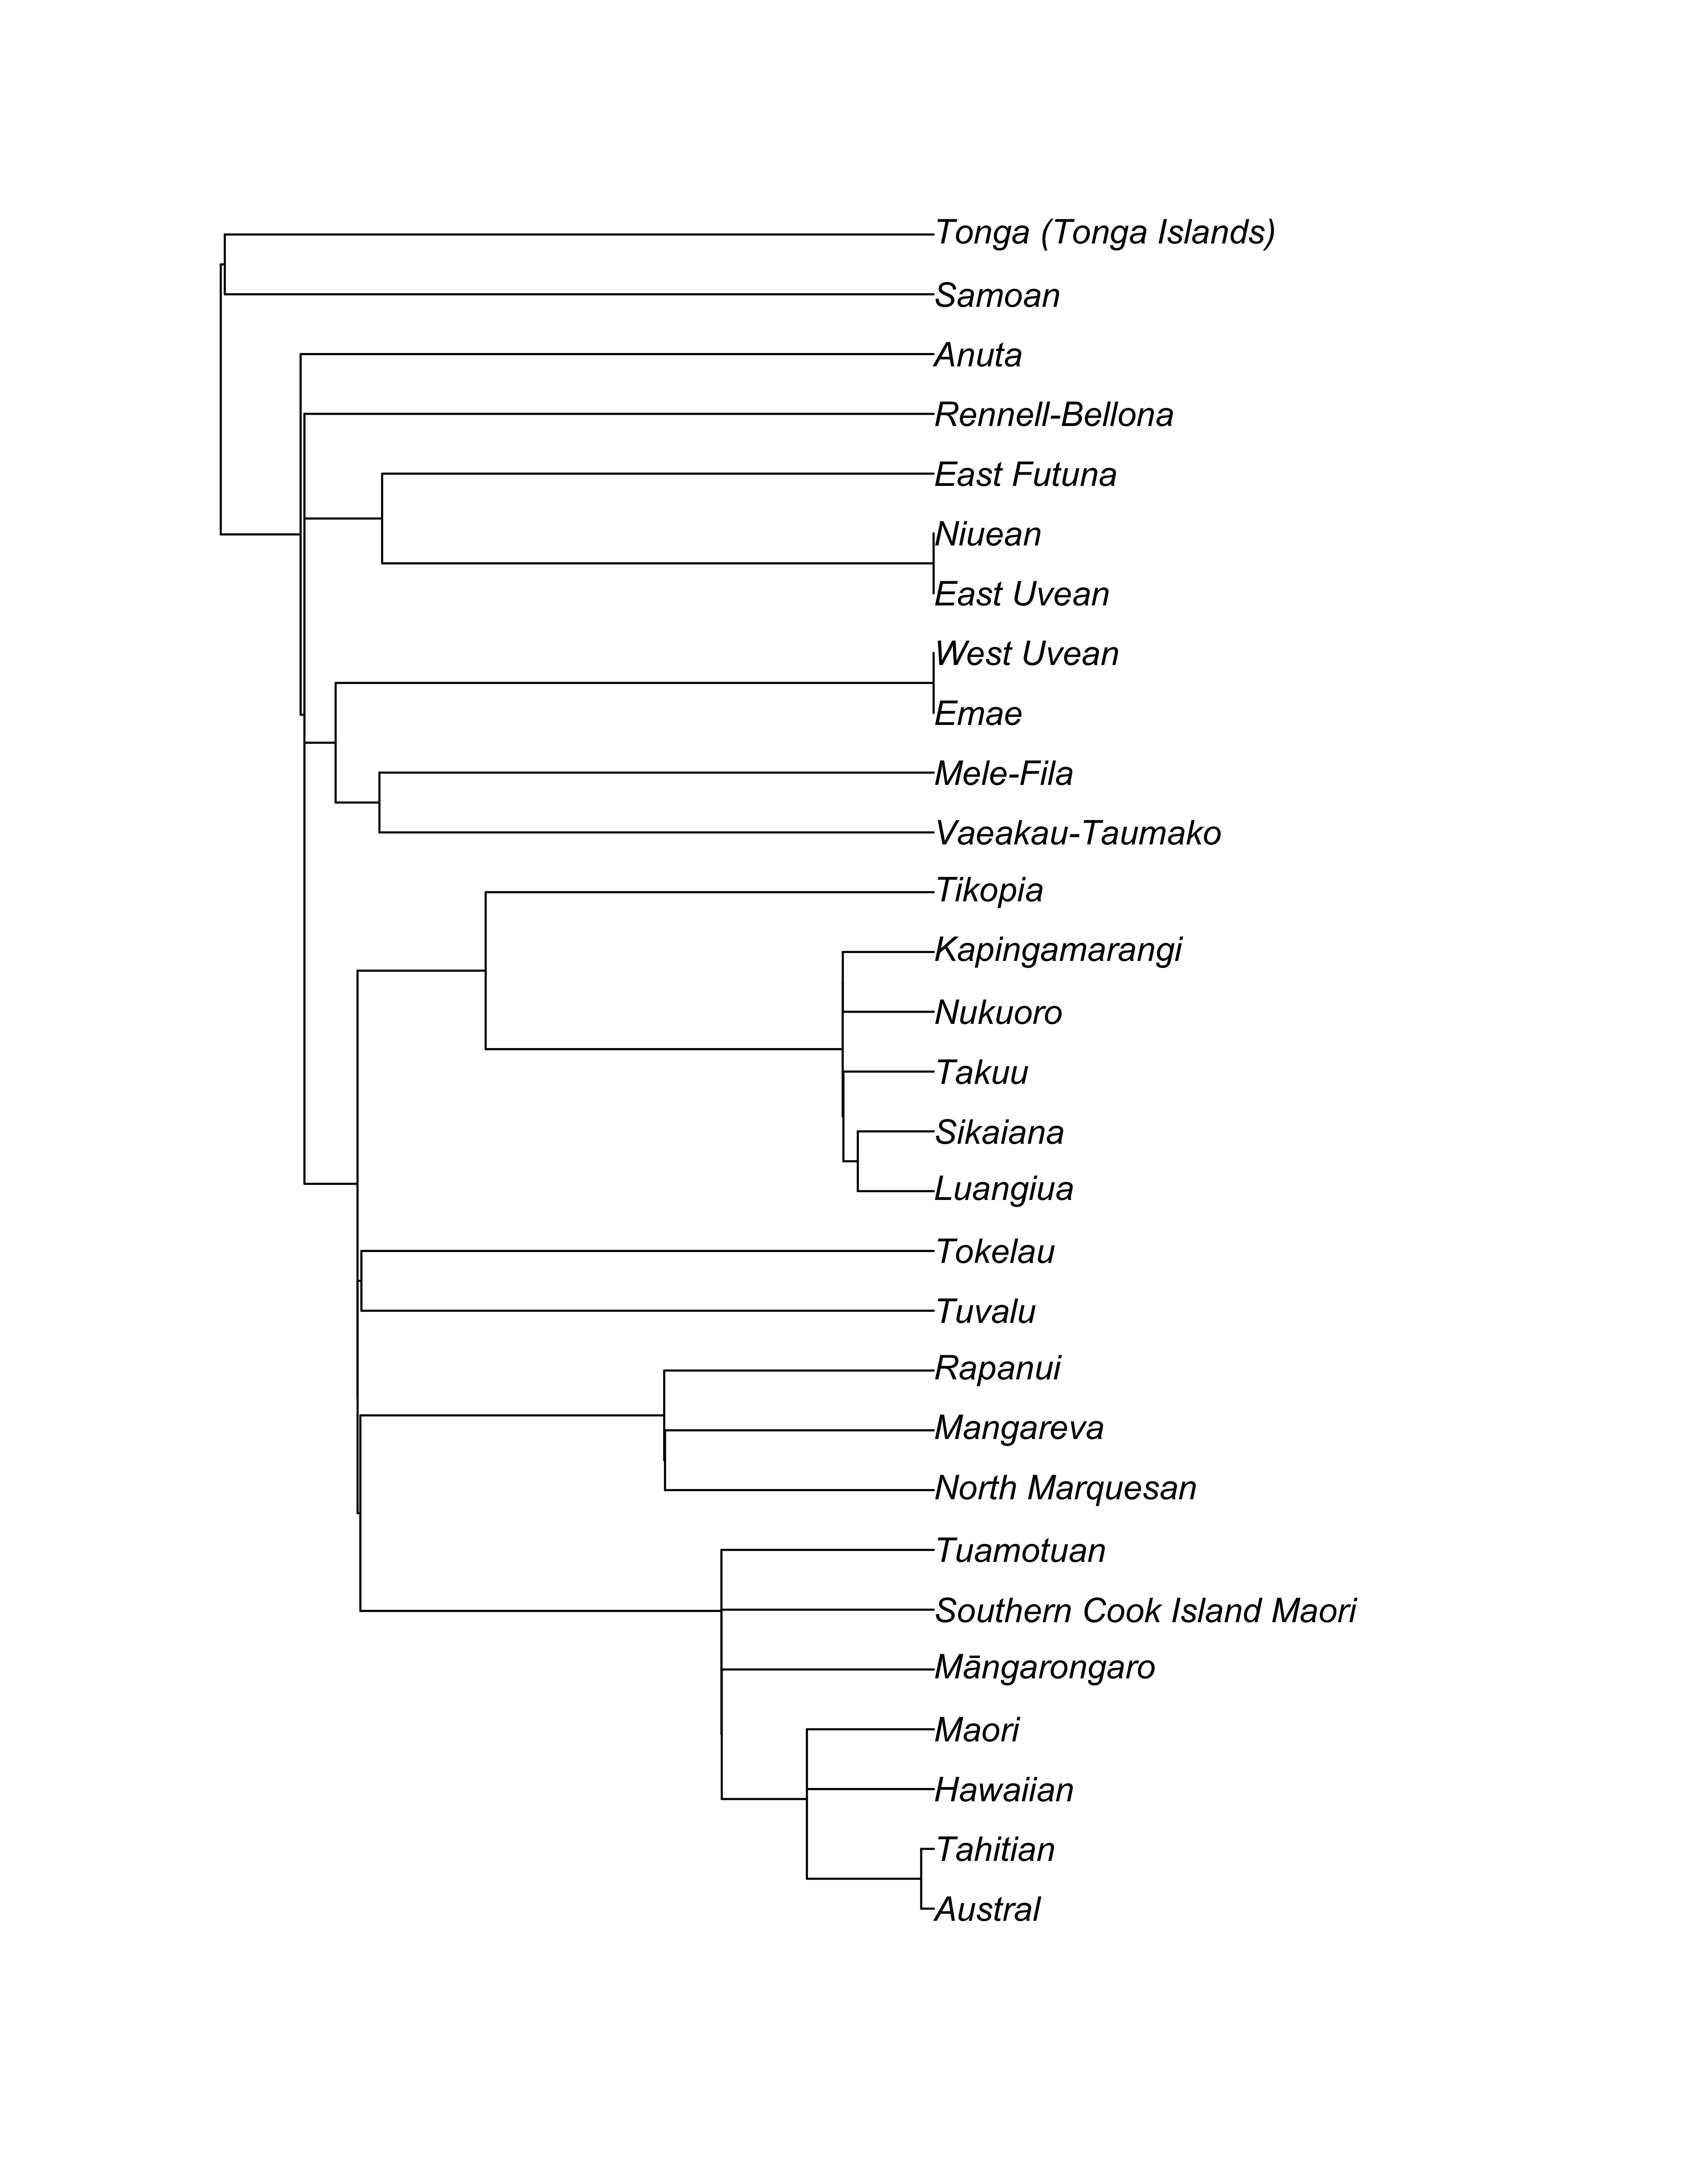 Tonga (Tonga Islands)
Samoan
Anuta
Rennell-Bellona
East Futuna
Niuean
East Uvean
West Uvean
Emae
Mele-Fila
Vaeakau-Taumako
Tikopia
Kapingamarangi
Nukuoro
Takuu
Sikaiana
Luangiua
Tokelau
Tuvalu
Rapanui
Mangareva
North Marquesan
Tuamotuan
Southern Cook Island Maori
Māngarongaro
Maori
Hawaiian
Tahitian
Austral